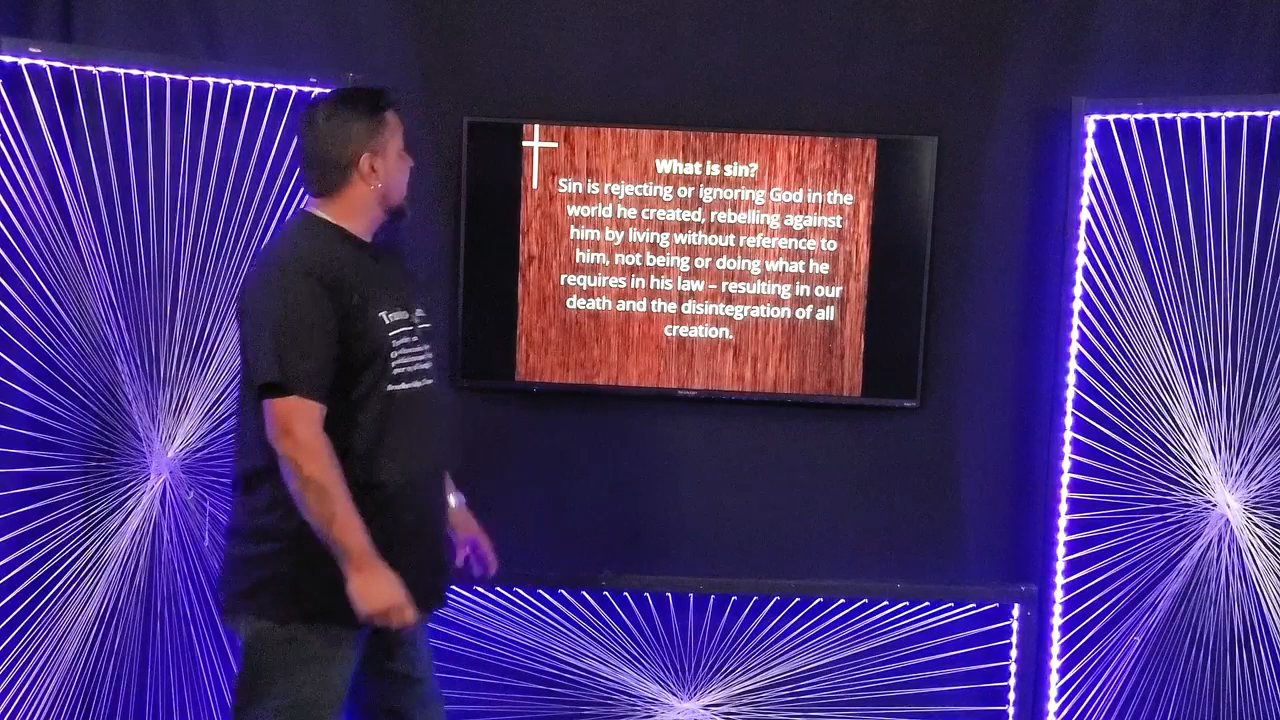 What is sin?
Sin is rejecting or ignoring God in the
world he created, rebelling against
him by living without reference to
him, not being or doing what he
requires in his law – resulting in our
death and the disintegration of all
creation.